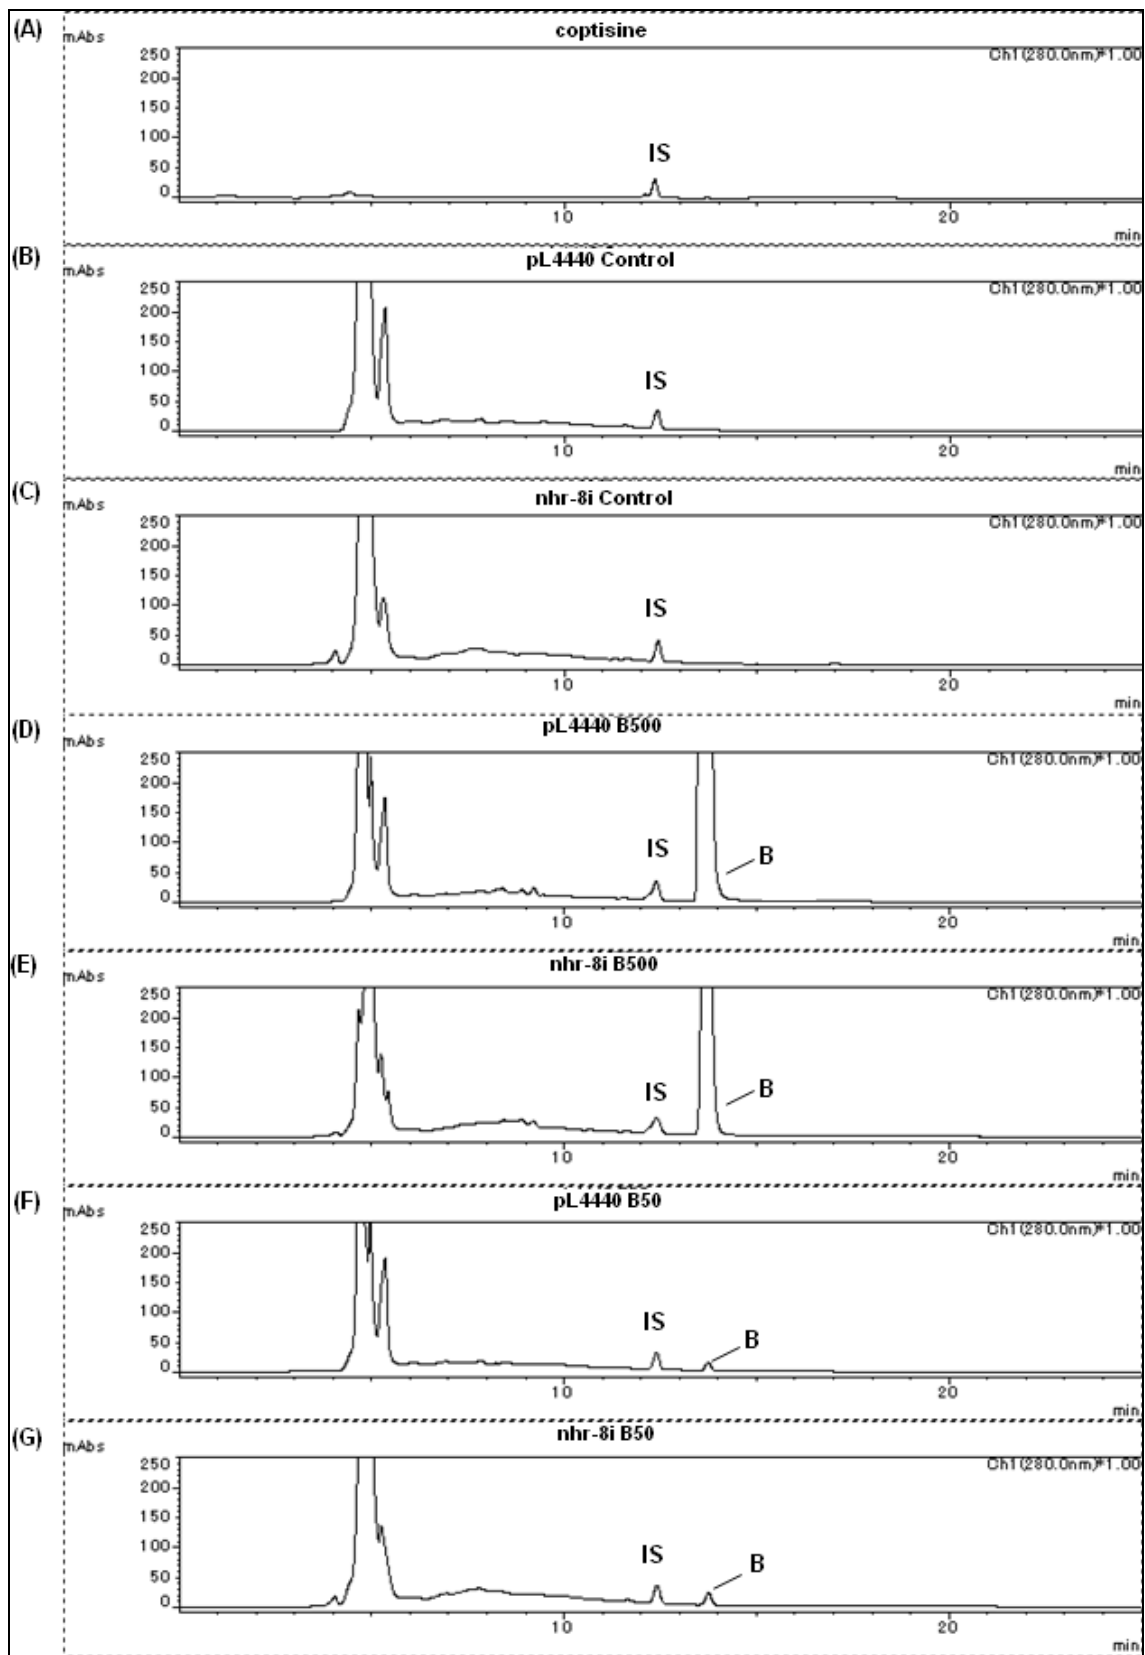 (A)
coptisine
mAbs
Ch1(280.0nm)*1.00
250
200
150
100
50
0
IS
10
20
min
(B)
pL4440 Control
mAbs
Ch1(280.0nm)*1.00
250
200
150
100
50
0
IS
10
20
min
(C)
nhr-8i Control
mAbs
Ch1(280.0nm)*1.00
250
200
150
100
50
0
IS
10
20
min
(D)
pL4440 B500
mAbs
Ch1(280.0nm)*1.00
250
200
150
100
50
0
IS
B
10
20
min
(E)
nhr-8i B500
mAbs
Ch1(280.0nm)*1.00
250
200
150
100
50
0
IS
B
10
20
min
(F)
pL4440 B50
mAbs
Ch1(280.0nm)*1.00
250
200
150
100
50
0
IS
B
10
20
min
(G)
nhr-8i B50
mAbs
Ch1(280.0nm)*1.00
250
200
150
100
50
0
IS
B
10
20
min